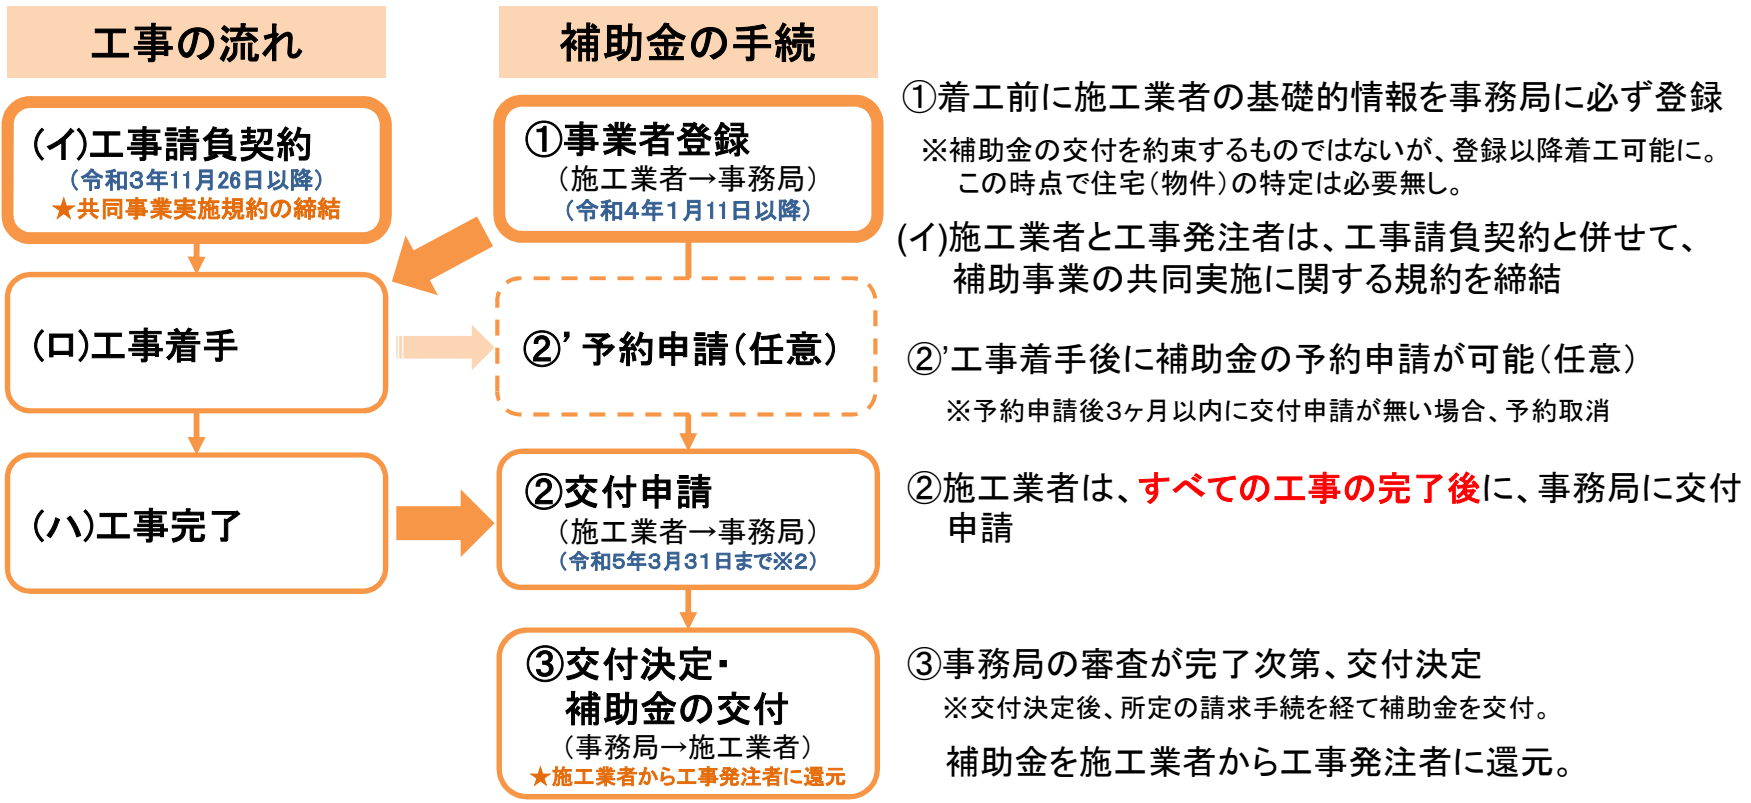 工事の流れ
(イ)工事請負契約
(令和3年11月26日以降)
★共同事業実施規約の締結
(ロ)工事着手
(ハ)工事完了
補助金の手続
①事業者登録
(施工業者→事務局)
(令和4年1月11日以降)
②’予約申請(任意)
②交付申請
(施工業者→事務局)
(令和5年3月31日まで※2)
③交付決定・
補助金の交付
(事務局→施工業者)
★施工業者から工事発注者に還元
①着工前に施工業者の基礎的情報を事務局に必ず登録
※補助金の交付を約束するものではないが、登録以降着工可能に。
この時点で住宅(物件)の特定は必要無し。
(イ)施工業者と工事発注者は、工事請負契約と併せて、
補助事業の共同実施に関する規約を締結
②’工事着手後に補助金の予約申請が可能(任意)
※予約申請後3ヶ月以内に交付申請が無い場合、予約取消
②施工業者は、すべての工事の完了後に、事務局に交付
申請
③事務局の審査が完了次第、交付決定
※交付決定後、所定の請求手続を経て補助金を交付。
補助金を施工業者から工事発注者に還元。